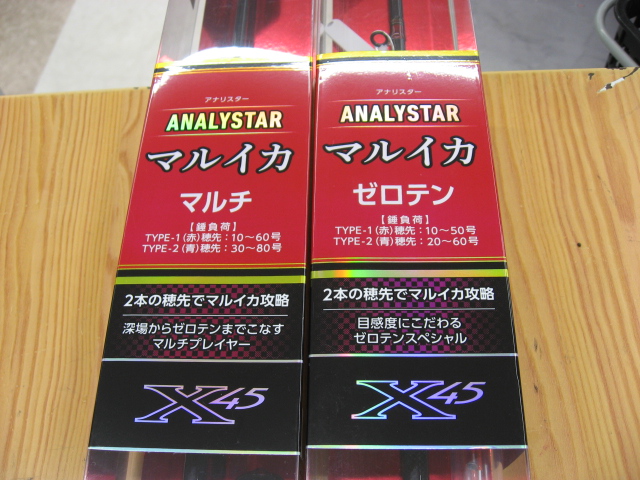 アナリスター
ANALYSTAR
マルイカ
マルチ
【錘負荷】
TYPE-1(赤)穂先:10〜60号
TYPE-2(青)穂先:30〜80号
2本の穂先でマルイカ攻略
深場からゼロテンまでこなす
マルチプレイヤー
X45
アナリスター
ANALYSTAR
マルイカ
ゼロテン
【錘負荷】
TYPE-1(赤)穂先:10〜50号
TYPE-2(青)穂先:20〜60号
2本の穂先でマルイカ攻略
目感度にこだわる
ゼロテンスペシャル
X45